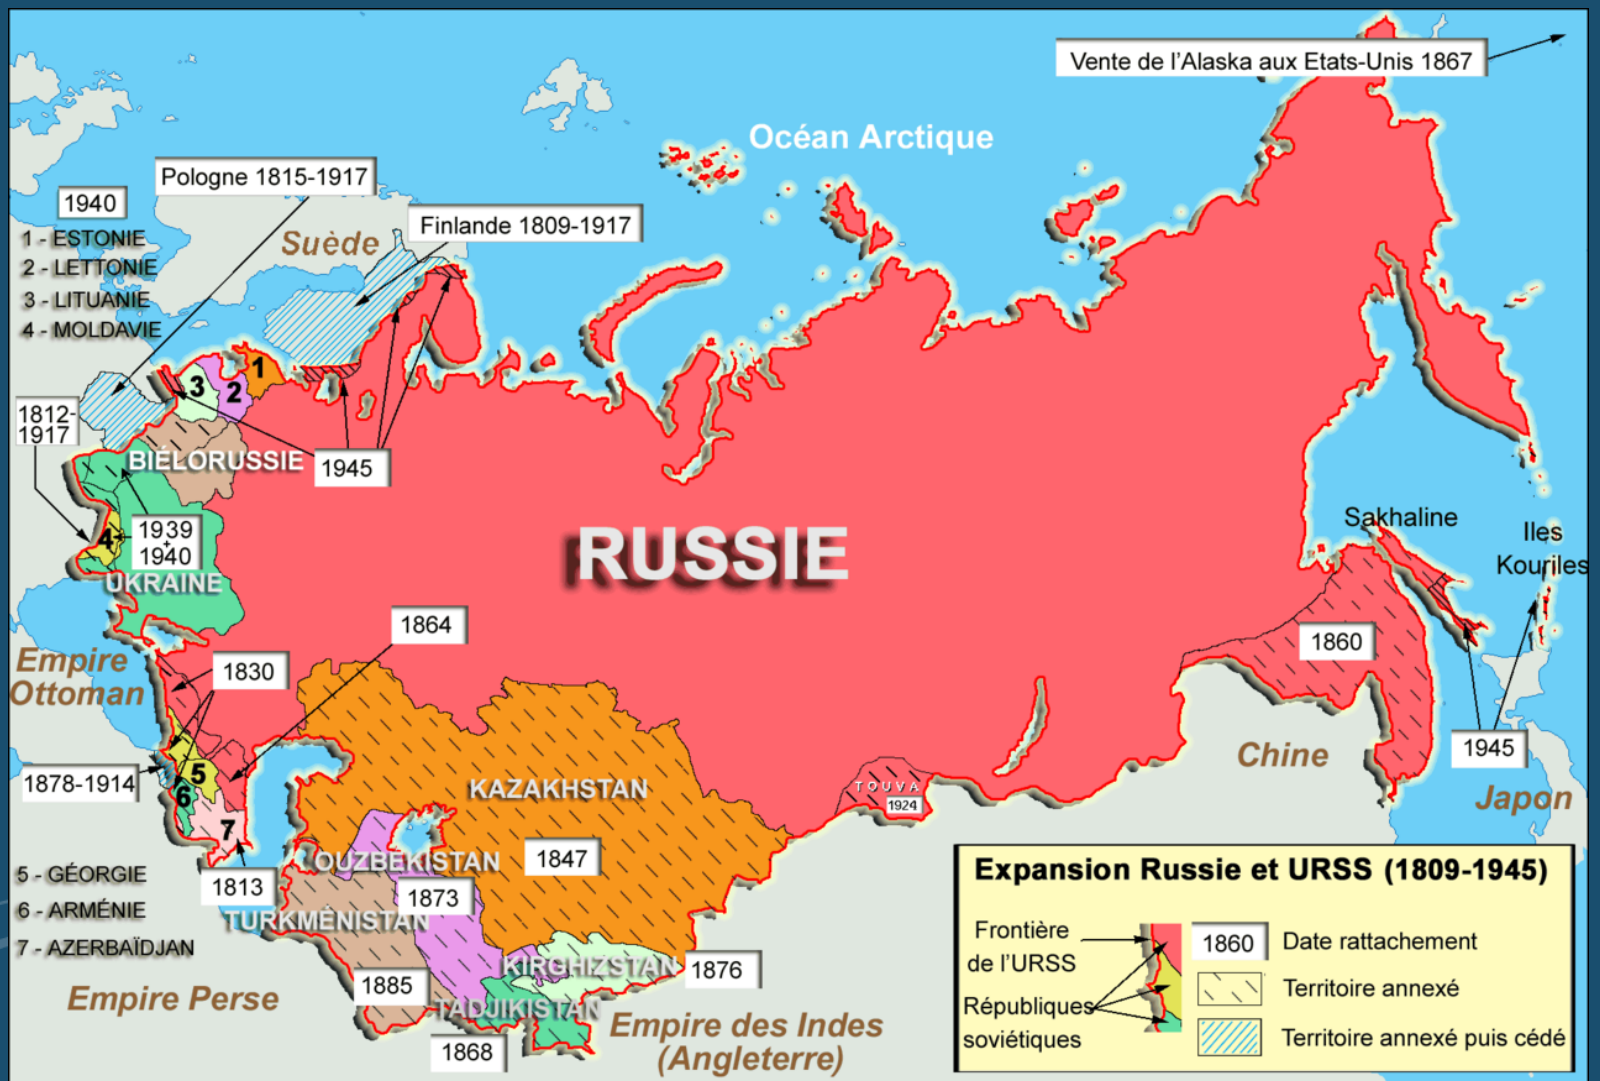 Vente de l'Alaska aux Etats-Unis 1867
Océan Arctique
Pologne 1815-1917
1940
1 - ESTONIE
2 - LETTONIE
3 - LITUANIE
4 - MOLDAVIE
Suède
Finlande 1809-1917
1
2
3
1812-
1917
BIÉLORUSSIE
1945
4
1939
+
1940
UKRAINE
RUSSIE
Sakhaline
Iles
Kouriles
1864
1860
Empire
Ottoman
1830
1945
Chine
Japon
1878-1914
5
6
7
TOUVA
1924
KAZAKHSTAN
1847
OUZBEKISTAN
1873
1813
TURKMÉNISTAN
5 - GÉORGIE
6 - ARMÉNIE
7 - AZERBAÏDJAN
KIRGHIZSTAN
1876
1885
TADJIKISTAN
Empire Perse
1868
Empire des Indes
(Angleterre)
Expansion Russie et URSS (1809-1945)
Frontière
de l'URSS
Républiques
soviétiques
1860
Date rattachement
Territoire annexé
Territoire annexé puis cédé